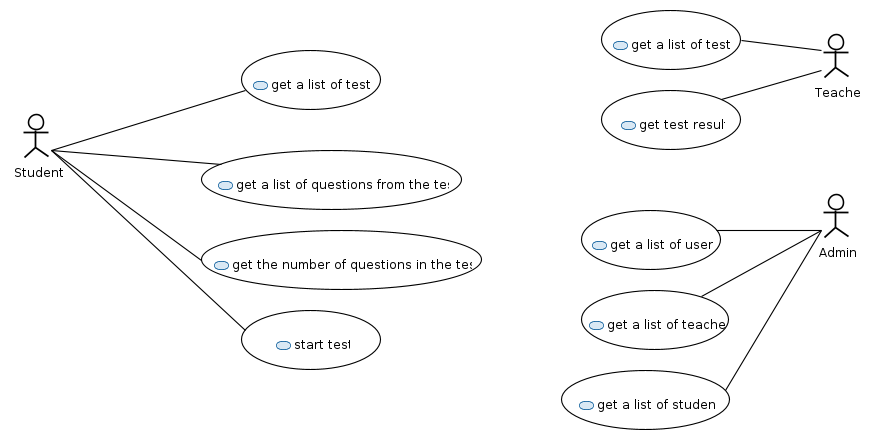 get a list of test
get a list of questions from the te
get the number of questions in the te
start test
Student
get a list of test
get test resul
Teache
get a list of user
get a list of teache
get a list of studen
Admin